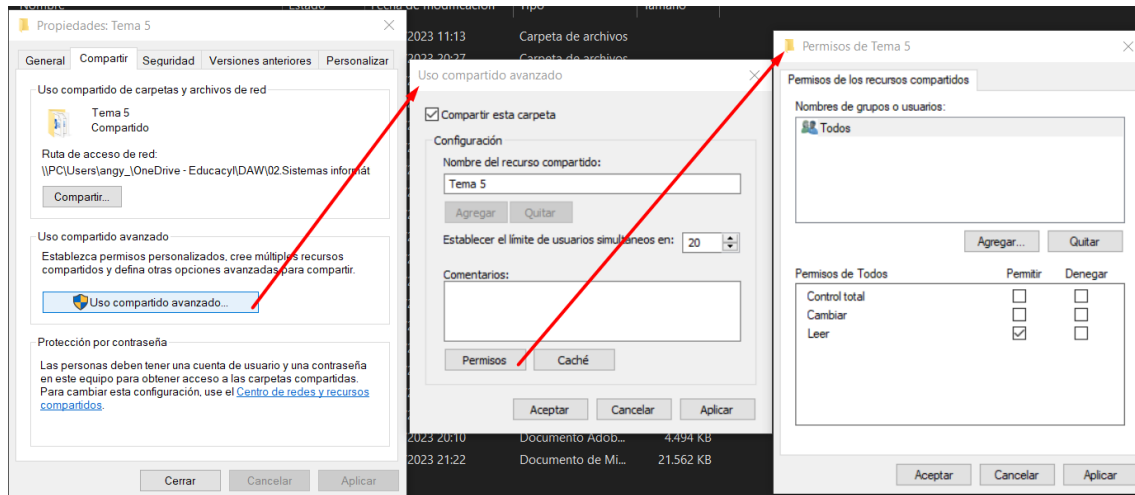 Nombre
Estado
Fecha de modificación
Tipo
Tamaño
Propiedades: Tema 5
General
Compartir
Seguridad
Versiones anteriores
Personalizar
Uso compartido de carpetas y archivos de red
Tema 5
Compartido
Ruta de acceso de red:
\\PC\Users\angy_\OneDrive - Educacyl\DAW\02.Sistemas informát
Compartir...
Uso compartido avanzado
Establezca permisos personalizados, cree múltiples recursos
compartidos y defina otras opciones avanzadas para compartir.
Uso compartido avanzado...
Protección por contraseña
Las personas deben tener una cuenta de usuario y una contraseña
en este equipo para obtener acceso a las carpetas compartidas.
Para cambiar esta configuración, use el Centro de redes y recursos
compartidos.
Cerrar
Cancelar
Aplicar
2023 11:13
Carpeta de archivos
2023 20:27
Carpeta de archivos
Uso compartido avanzado
Compartir esta carpeta
Configuración
Nombre del recurso compartido:
Tema 5
Agregar
Quitar
Establecer el límite de usuarios simultáneos en:
20
Comentarios:
Permisos
Caché
Aceptar
Cancelar
Aplicar
2023 20:10
Documento Adob...
4.494 KB
2023 21:22
Documento de Mi...
21.562 KB
Permisos de Tema 5
Permisos de los recursos compartidos
Nombres de grupos o usuarios:
Todos
Agregar...
Quitar
Permisos de Todos
Permitir
Denegar
Control total
Cambiar
Leer
Aceptar
Cancelar
Aplicar